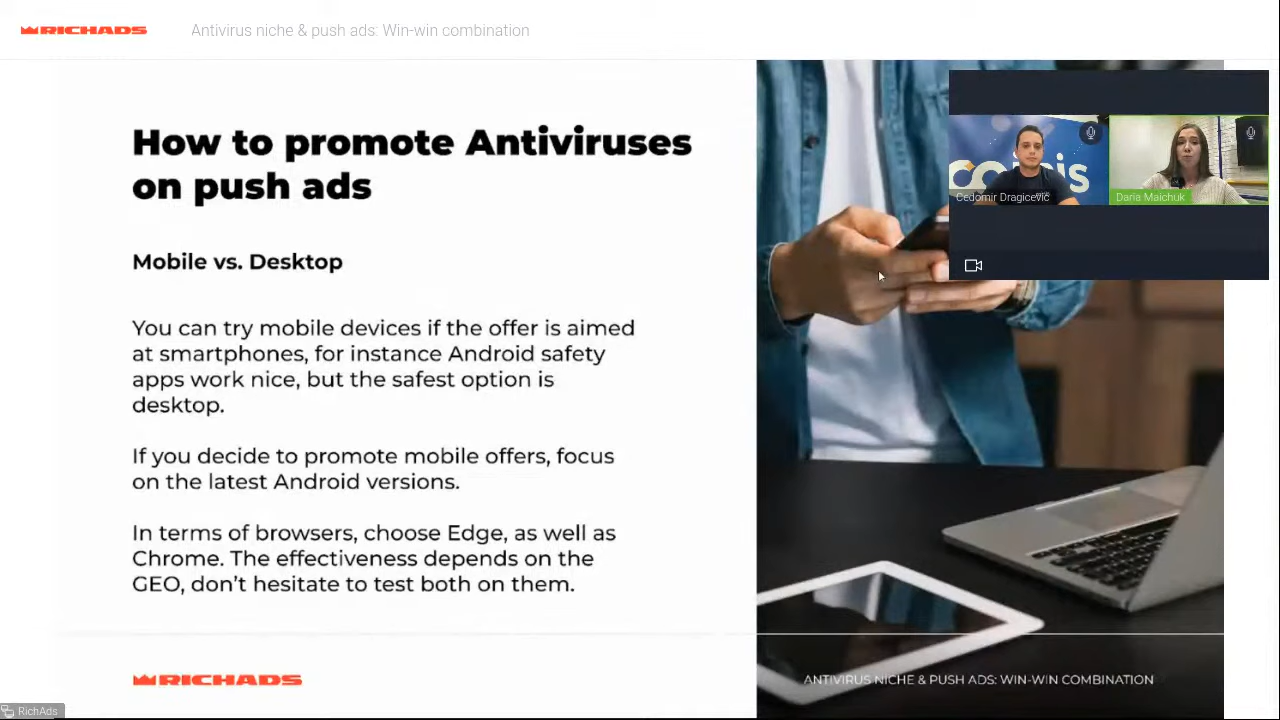 RICHADS
Antivirus niche & push ads: Win-win combination
How to promote Antiviruses
on push ads
Mobile vs. Desktop
You can try mobile devices if the offer is aimed
at smartphones, for instance Android safety
apps work nice, but the safest option is
desktop.
If you decide to promote mobile offers, focus
on the latest Android versions.
In terms of browsers, choose Edge, as well as
Chrome. The effectiveness depends on the
GEO, don't hesitate to test both on them.
RICHADS
ANTIVIRUS NICHE & PUSH ADS: WIN-WIN COMBINATION
Cedomir Dragicevic
Daria Maichuk
RichAds